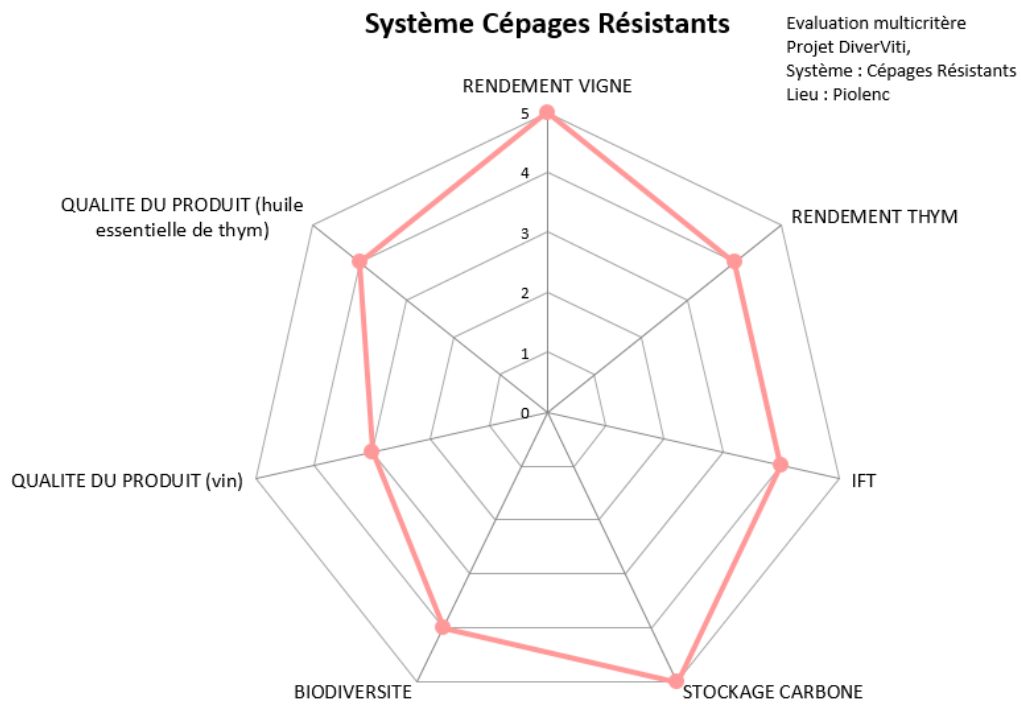 Système Cépages Résistants
Evaluation multicritère
Projet DiverViti,
Système : Cépages Résistants
Lieu : Piolenc
RENDEMENT VIGNE
5
4
3
2
1
0
RENDEMENT THYM
IFT
STOCKAGE CARBONE
BIODIVERSITE
QUALITE DU PRODUIT (vin)
QUALITE DU PRODUIT (huile
essentielle de thym)